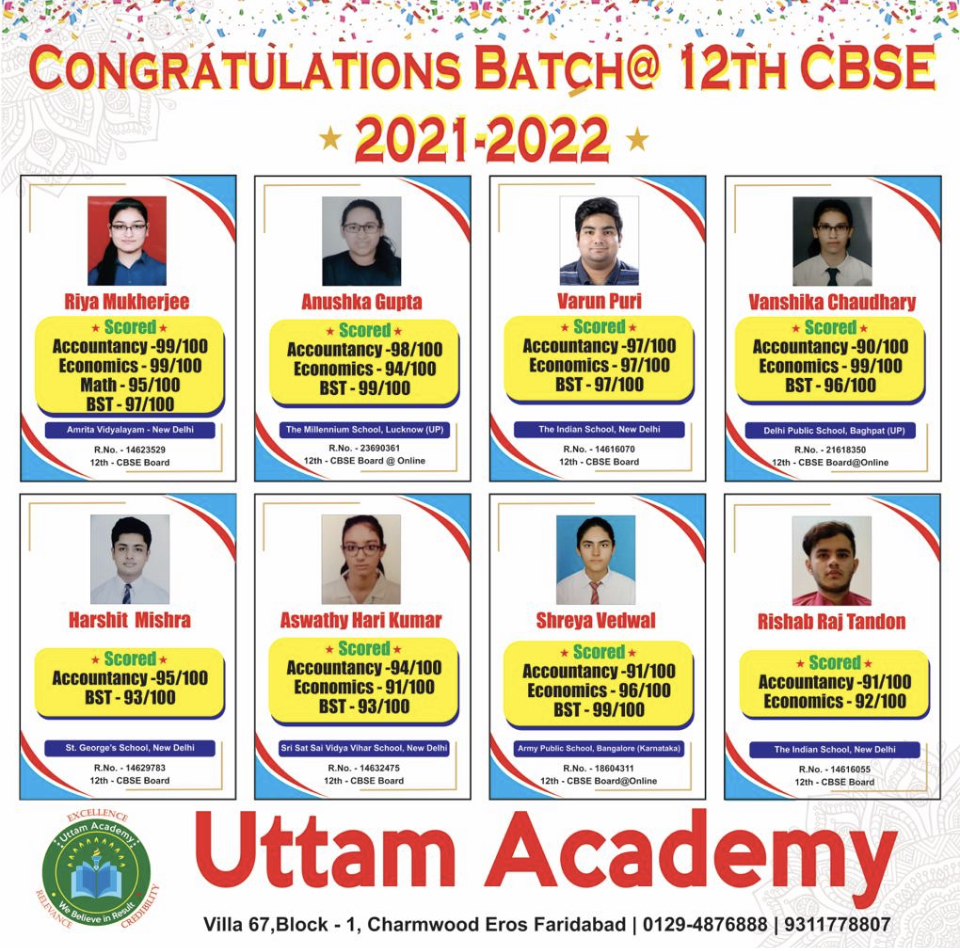 CONGRATULATIONS BATCH@ 12TH CBSE
2021-2022
Riya Mukherjee
Scored
Accountancy -99/100
Economics - 99/100
Math - 95/100
BST - 97/100
Amrita Vidyalayam - New Delhi
R.No. - 14623529
12th - CBSE Board
Anushka Gupta
Scored
Accountancy -98/100
Economics - 94/100
BST - 99/100
The Millennium School, Lucknow (UP)
R.No. - 23690361
12th - CBSE Board @ Online
Varun Puri
Scored
Accountancy -97/100
Economics - 97/100
BST - 97/100
The Indian School, New Delhi
R.No. - 14616070
12th - CBSE Board
Vanshika Chaudhary
Scored
Accountancy -90/100
Economics - 99/100
BST - 96/100
Delhi Public School, Baghpat (UP)
R.No. - 21618350
12th - CBSE Board@Online
Harshit Mishra
Scored
Accountancy -95/100
BST - 93/100
St. George's School, New Delhi
R.No. - 14629783
12th - CBSE Board
Aswathy Hari Kumar
Scored
Accountancy -94/100
Economics - 91/100
BST - 93/100
Sri Sat Sai Vidya Vihar School, New Delhi
R.No. - 14632475
12th - CBSE Board
Shreya Vedwal
Scored
Accountancy -91/100
Economics - 96/100
BST - 99/100
Army Public School, Bangalore (Karnataka)
R.No. - 18604311
12th - CBSE Board@Online
Rishab Raj Tandon
Scored
Accountancy -91/100
Economics - 92/100
The Indian School, New Delhi
R.No. - 14616055
12th - CBSE Board
EXCELLENCE
Uttam Academy
We Believe in Result
RELEVANCE
CREDIBILITY
Uttam Academy
Villa 67,Block - 1, Charmwood Eros Faridabad | 0129-4876888 | 9311778807